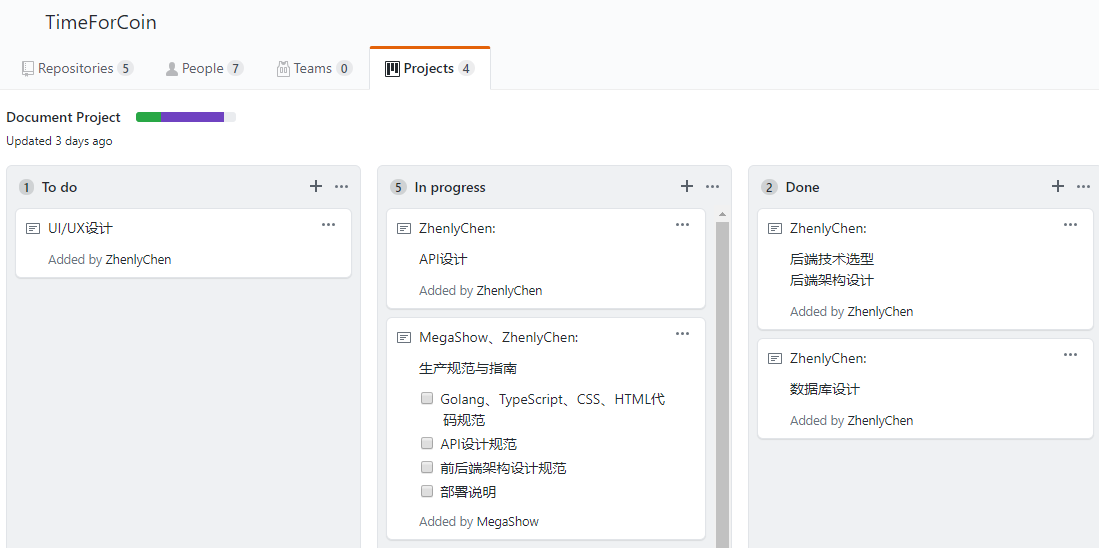 TimeForCoin
Repositories 5
People 7
Teams 0
Projects 4
Document Project
Updated 3 days ago
1 To do
UI/UX设计
Added by ZhenlyChen
5 In progress
ZhenlyChen:
API设计
Added by ZhenlyChen
MegaShow、ZhenlyChen:
生产规范与指南
Golang、TypeScript、CSS、HTML代
码规范
API设计规范
前后端架构设计规范
部署说明
Added by MegaShow
2 Done
ZhenlyChen:
后端技术选型
后端架构设计
Added by ZhenlyChen
ZhenlyChen:
数据库设计
Added by ZhenlyChen